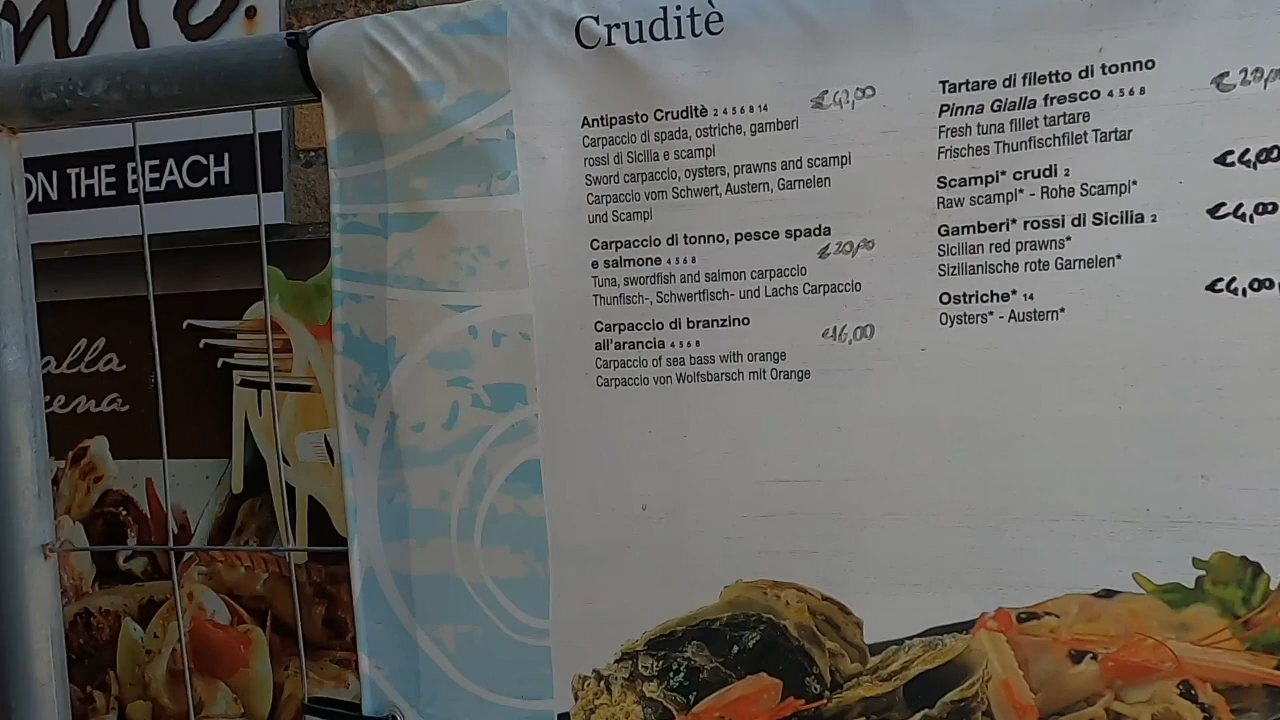 ON THE BEACH
alla
cena
Cruditè
Antipasto Cruditè 2 4 5 6 8 14
Carpaccio di spada, ostriche, gamberi
rossi di Sicilia e scampi
Sword carpaccio, oysters, prawns and scampi
Carpaccio vom Schwert, Austern, Garnelen
und Scampi
Carpaccio di tonno, pesce spada
e salmone 4 5 6 8
€20,00
Tuna, swordfish and salmon carpaccio
Thunfisch-, Schwertfisch- und Lachs Carpaccio
Carpaccio di branzino
all'arancia 4 5 6 8
€16,00
Carpaccio of sea bass with orange
Carpaccio von Wolfsbarsch mit Orange
Tartare di filetto di tonno
Pinna Gialla fresco 4 5 6 8
€20,00
Fresh tuna fillet tartare
Frisches Thunfischfilet Tartar
Scampi* crudi 2
€4,00
Raw scampi* - Rohe Scampi*
Gamberi* rossi di Sicilia 2
€4,00
Sicilian red prawns*
Sizilianische rote Garnelen*
Ostriche* 14
€4,00
Oysters* - Austern*